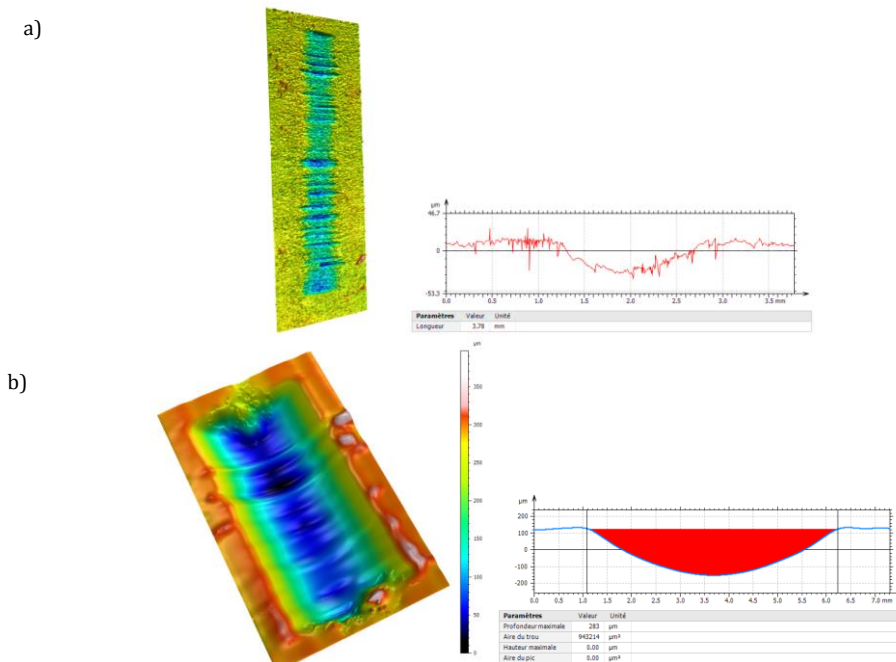 a)
µm
46.7
0
-53.3
0.0 0.5 1.0 1.5 2.0 2.5 3.0 3.5 mm
Paramètres Valeur Unité
Longueur 3.78 mm
b)
µm
350
300
250
200
150
100
50
0
µm
200
100
0
-100
-200
0.0 0.5 1.0 1.5 2.0 2.5 3.0 3.5 4.0 4.5 5.0 5.5 6.0 6.5 7.0 mm
Paramètres Valeur Unité
Profondeur maximale 283 µm
Aire du trou 943214 µm²
Hauteur maximale 0.00 µm
Aire du pic 0.00 µm²